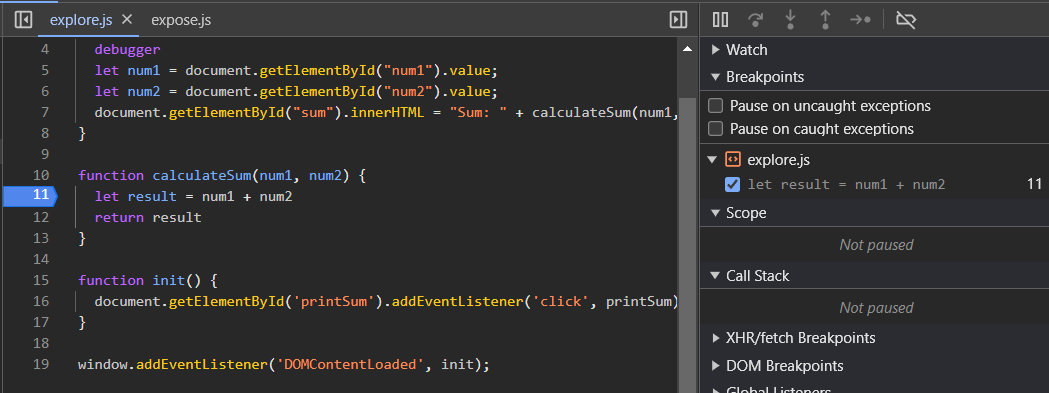 explore.js × expose.js
4 debugger
5 let num1 = document.getElementById("num1").value;
6 let num2 = document.getElementById("num2").value;
7 document.getElementById("sum").innerHTML = "Sum: " + calculateSum(num1,
8 }
9
10 function calculateSum(num1, num2) {
11 let result = num1 + num2
12 return result
13 }
14
15 function init() {
16 document.getElementById('printSum').addEventListener('click', printSum)
17 }
18
19 window.addEventListener('DOMContentLoaded', init);
Watch
Breakpoints
Pause on uncaught exceptions
Pause on caught exceptions
explore.js
let result = num1 + num2 11
Scope
Not paused
Call Stack
Not paused
XHR/fetch Breakpoints
DOM Breakpoints
Global Listeners